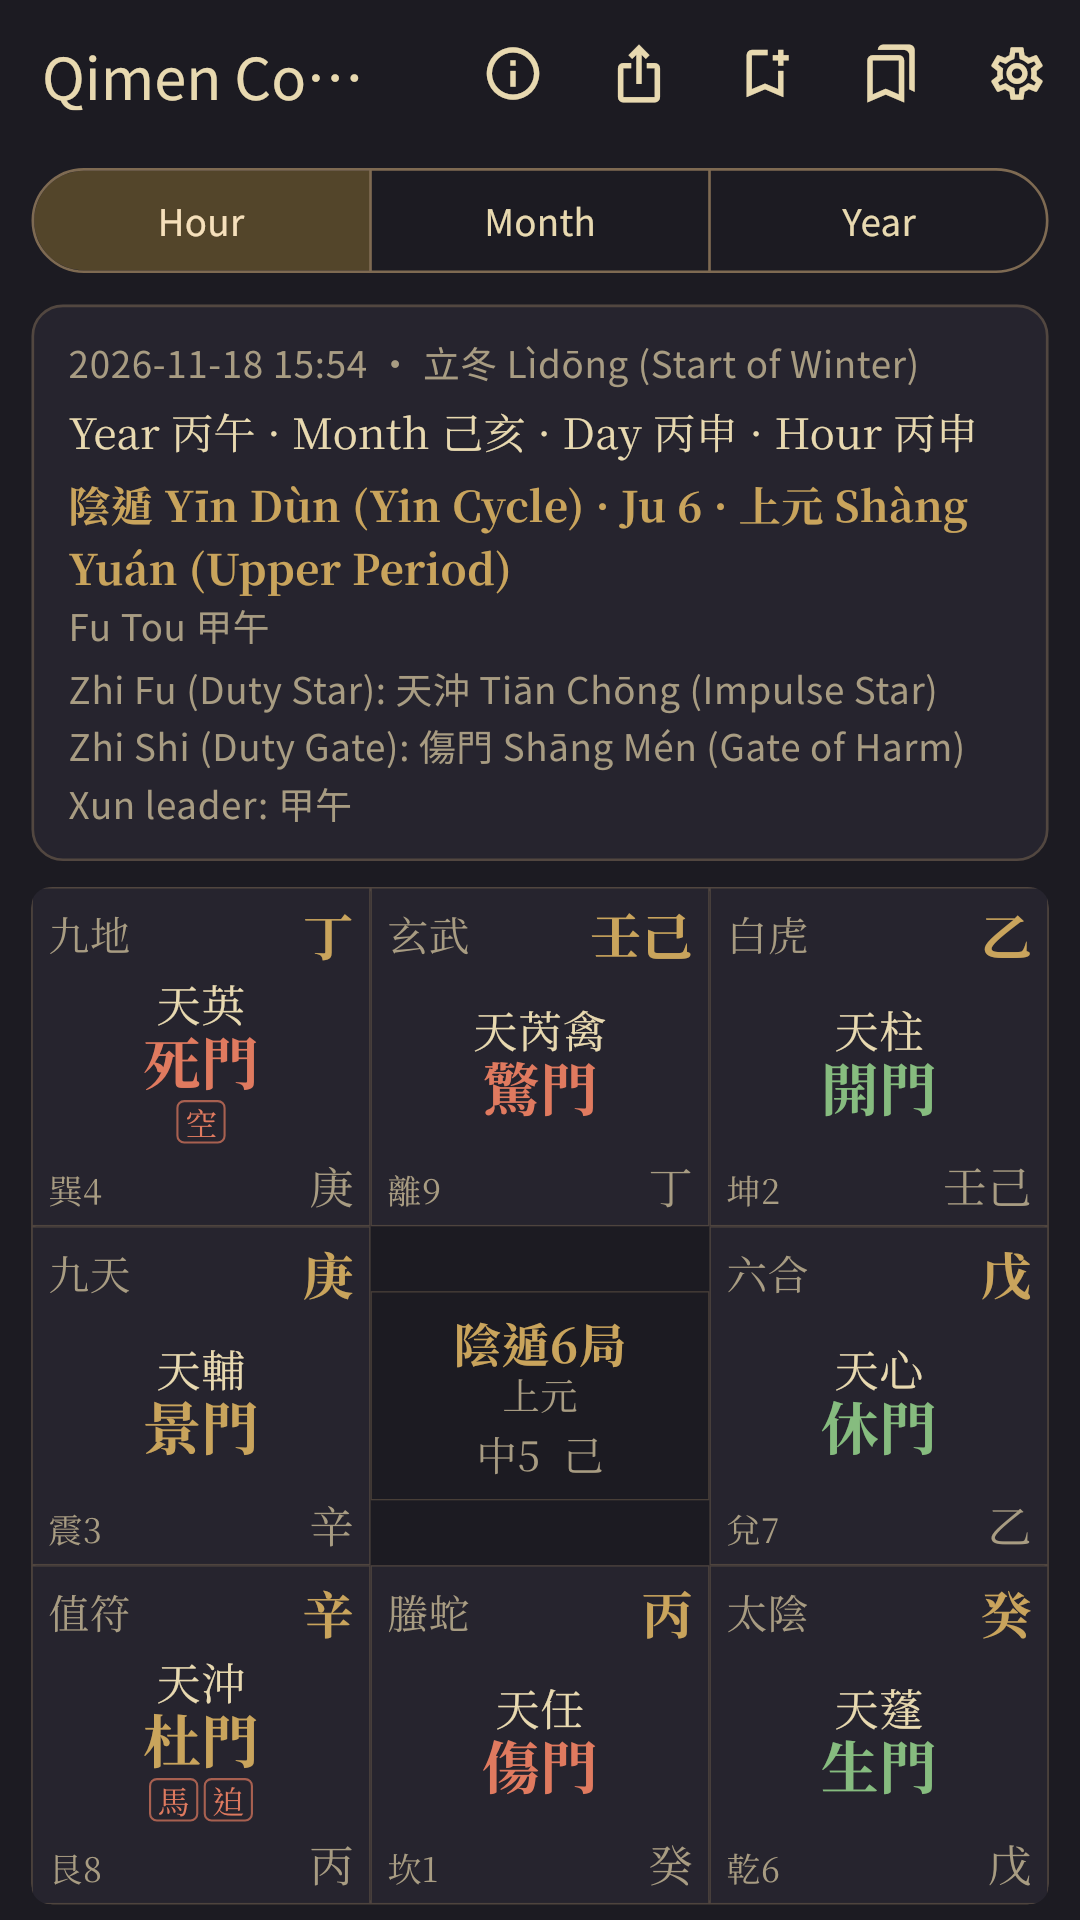 Qimen Co…
Hour
Month
Year
2026-11-18 15:54 · 立冬 Lìdōng (Start of Winter)
Year 丙午 · Month 己亥 · Day 丙申 · Hour 丙申
陰遁 Yīn Dùn (Yin Cycle) · Ju 6 · 上元 Shàng
Yuán (Upper Period)
Fu Tou 甲午
Zhi Fu (Duty Star): 天沖 Tiān Chōng (Impulse Star)
Zhi Shi (Duty Gate): 傷門 Shāng Mén (Gate of Harm)
Xun leader: 甲午
九地 丁
天英
死門
空
巽4 庚
玄武 壬己
天芮禽
驚門
離9 丁
白虎 乙
天柱
開門
坤2 壬己
九天 庚
天輔
景門
震3 辛
陰遁6局
上元
中5 己
六合 戊
天心
休門
兌7 乙
值符 辛
天沖
杜門
馬 迫
艮8 丙
螣蛇 丙
天任
傷門
坎1 癸
太陰 癸
天蓬
生門
乾6 戊